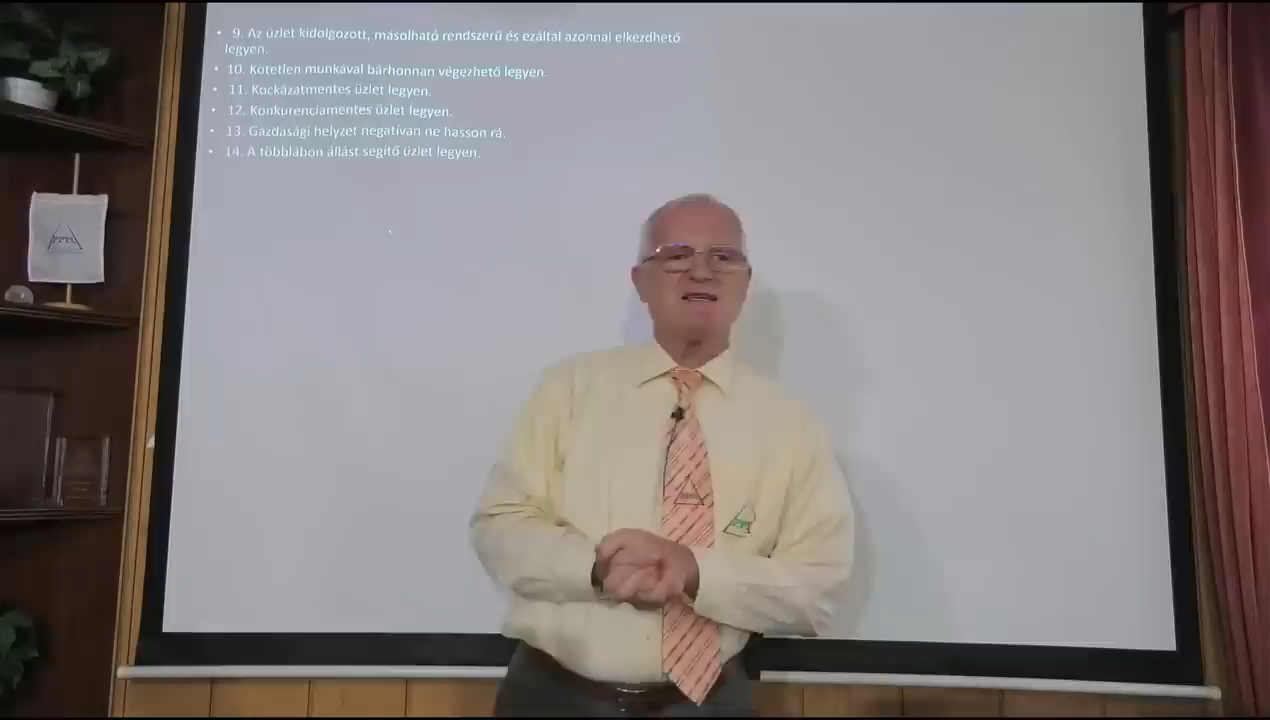 • 9. Az üzlet kidolgozott, másolható rendszerű és ezáltal azonnal elkezdhető
legyen.
• 10. Kötetlen munkával bárhonnan végezhető legyen.
• 11. Kockázatmentes üzlet legyen.
• 12. Konkurenciamentes üzlet legyen.
• 13. Gazdasági helyzet negatívan ne hasson rá.
• 14. A többlábon állást segítő üzlet legyen.